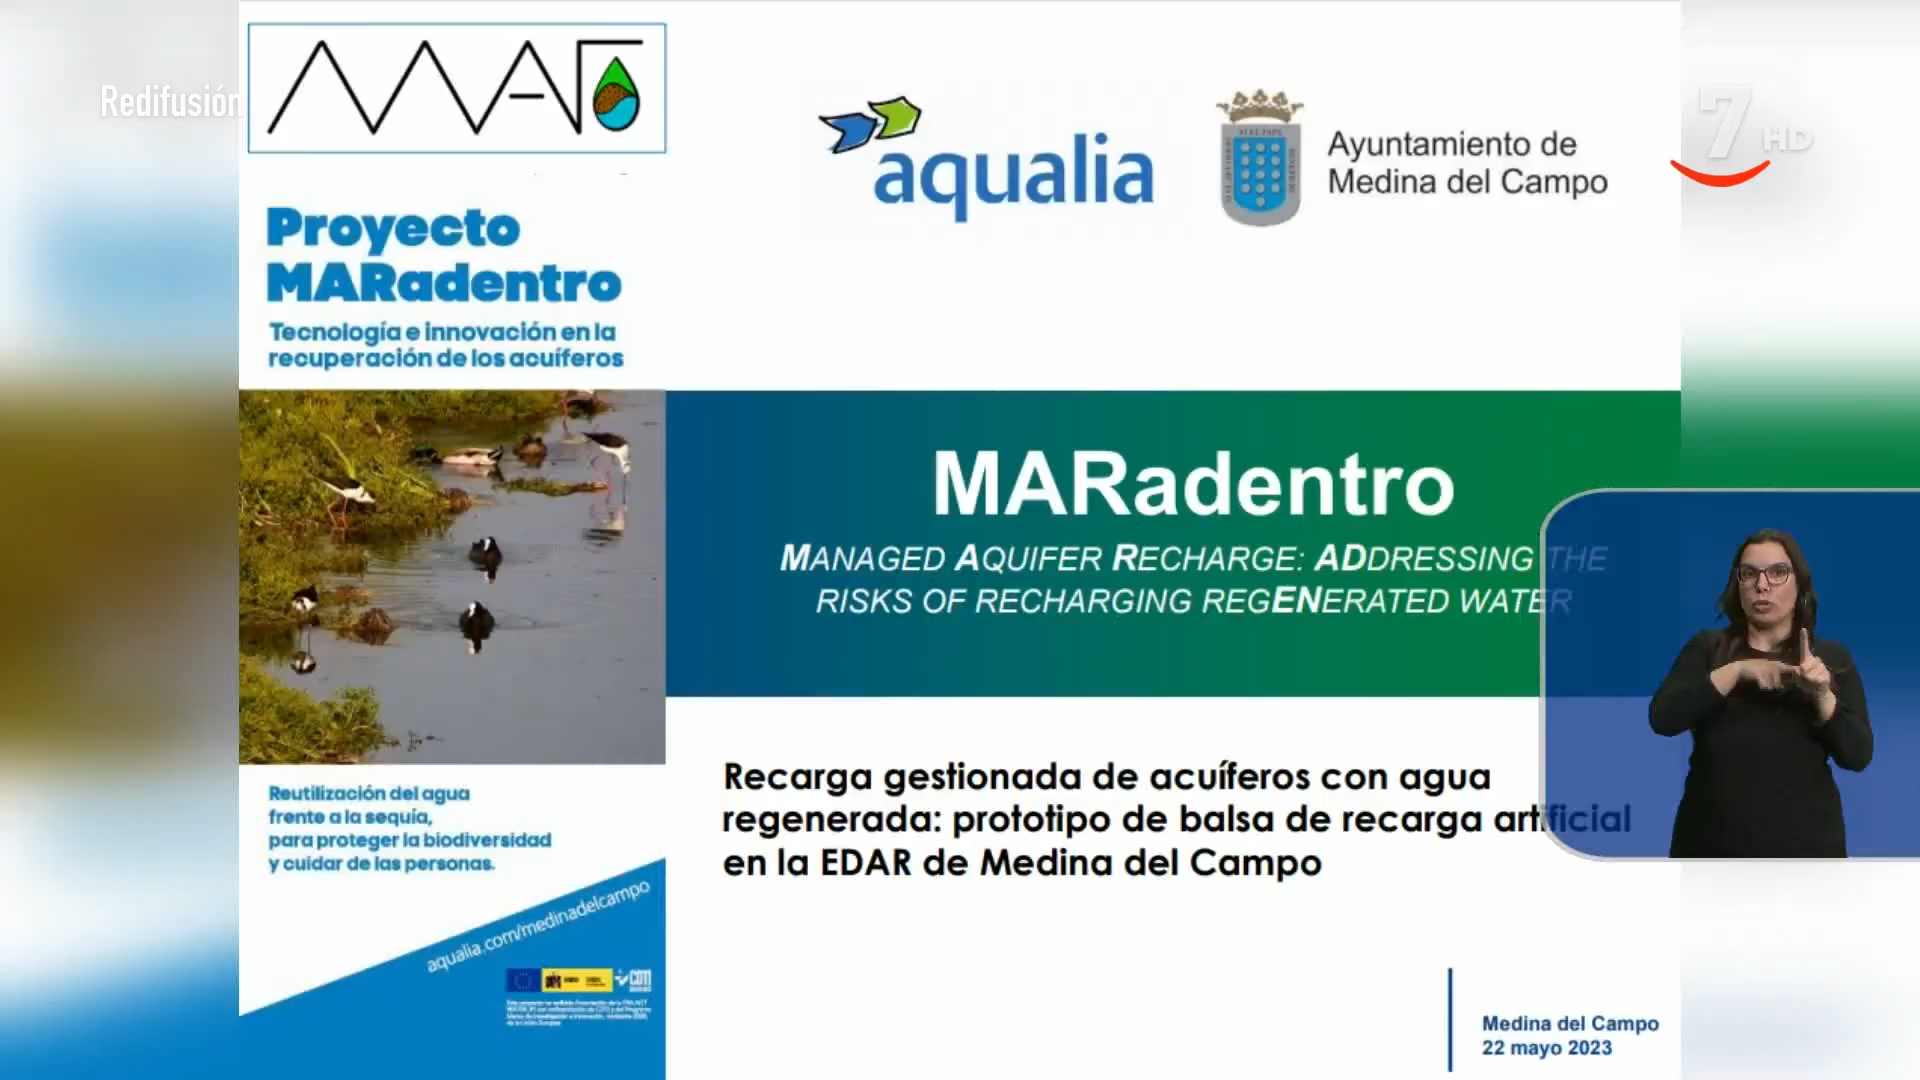 Redifusión
MAR
Proyecto
MARadentro
Tecnología e innovación en la
recuperación de los acuíferos
aqualia
Ayuntamiento de
Medina del Campo
7 HD
MARadentro
MANAGED AQUIFER RECHARGE: ADDRESSING THE
RISKS OF RECHARGING REGENERATED WATER
Recarga gestionada de acuíferos con agua
regenerada: prototipo de balsa de recarga artificial
en la EDAR de Medina del Campo
Reutilización del agua
frente a la sequía,
para proteger la biodiversidad
y cuidar de las personas.
aqualia.com/medinadelcampo
Medina del Campo
22 mayo 2023